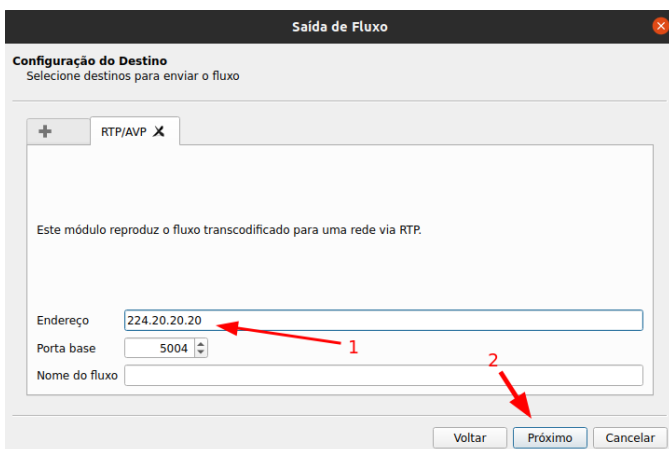 Saída de Fluxo
Configuração do Destino
Selecione destinos para enviar o fluxo
RTP/AVP
Este módulo reproduz o fluxo transcodificado para uma rede via RTP.
Endereço 224.20.20.20
Porta base 5004
1
Nome do fluxo
2
Voltar Próximo Cancelar